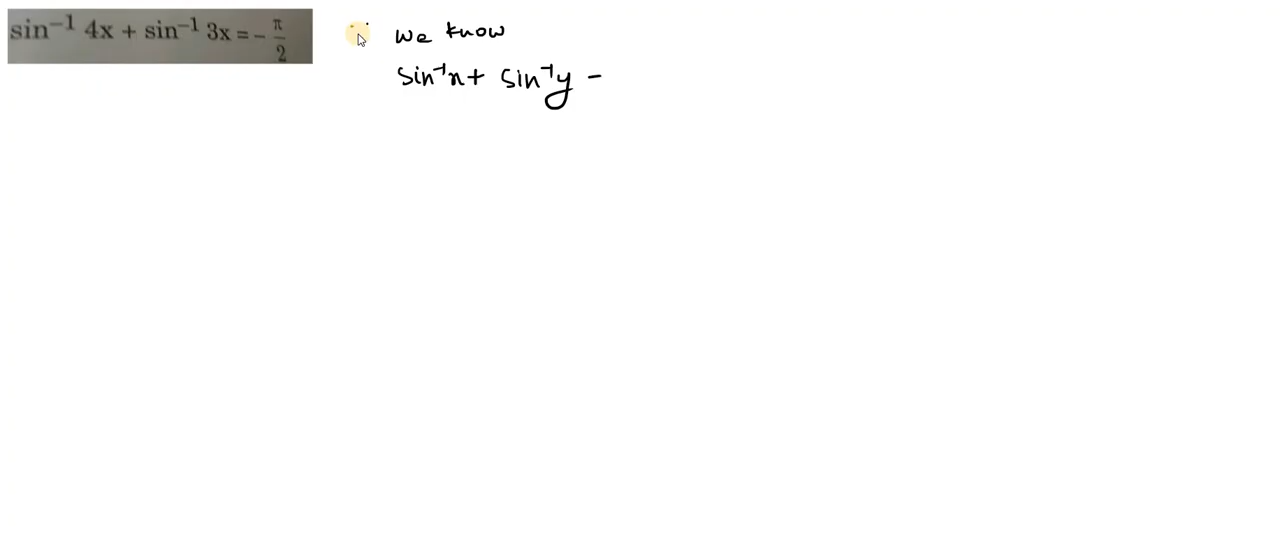 sin⁻¹ 4x + sin⁻¹ 3x = - π/2
we know
sin⁻¹x + sin⁻¹y -